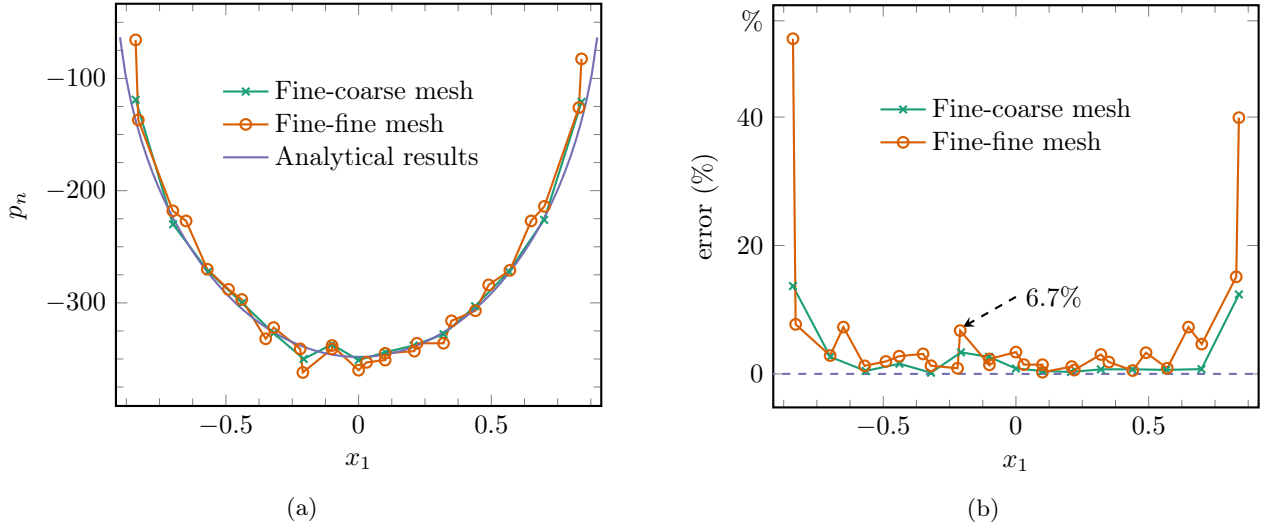 −100
−200
−300
p_n
Fine-coarse mesh
Fine-fine mesh
Analytical results
−0.5
0
0.5
x_1
(a)
%
40
20
0
error (%)
Fine-coarse mesh
Fine-fine mesh
6.7%
−0.5
0
0.5
x_1
(b)